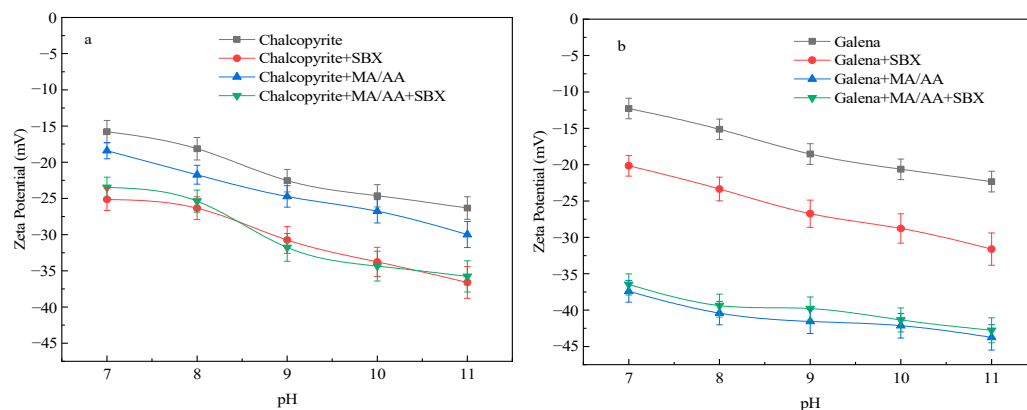 a
Chalcopyrite
Chalcopyrite+SBX
Chalcopyrite+MA/AA
Chalcopyrite+MA/AA+SBX
Zeta Potential (mV)
0
−5
−10
−15
−20
−25
−30
−35
−40
−45
7 8 9 10 11
pH
b
Galena
Galena+SBX
Galena+MA/AA
Galena+MA/AA+SBX
Zeta Potential (mV)
0
−5
−10
−15
−20
−25
−30
−35
−40
−45
7 8 9 10 11
pH